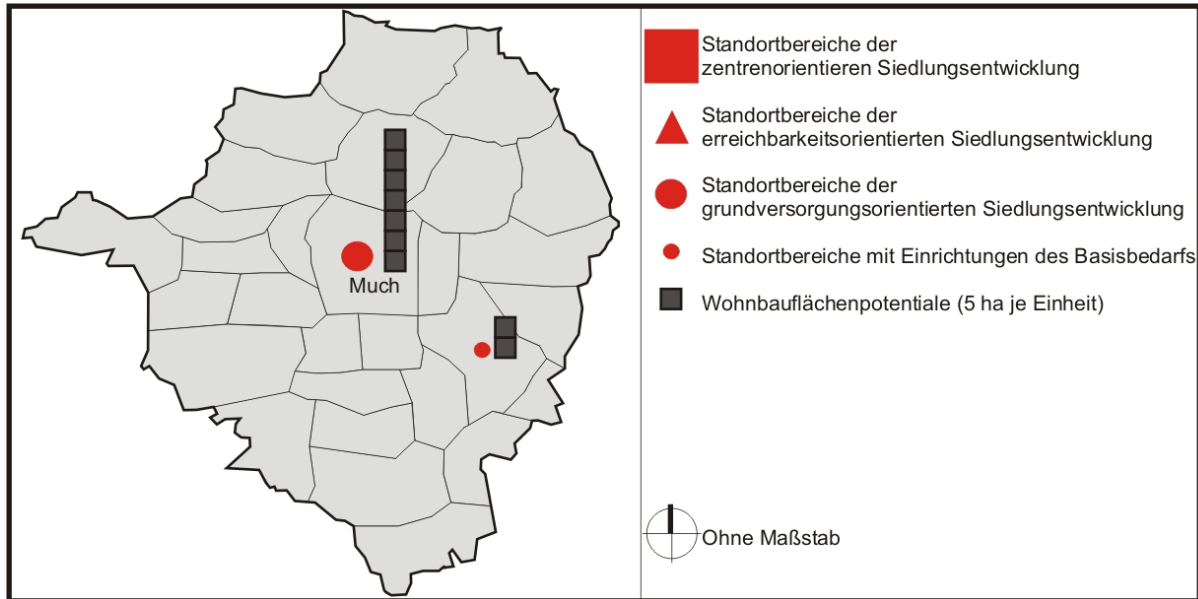 Much
Standortbereiche der
zentrenorientieren Siedlungsentwicklung
Standortbereiche der
erreichbarkeitsorientierten Siedlungsentwicklung
Standortbereiche der
grundversorgungsorientierten Siedlungsentwicklung
Standortbereiche mit Einrichtungen des Basisbedarfs
Wohnbauflächenpotentiale (5 ha je Einheit)
Ohne Maßstab